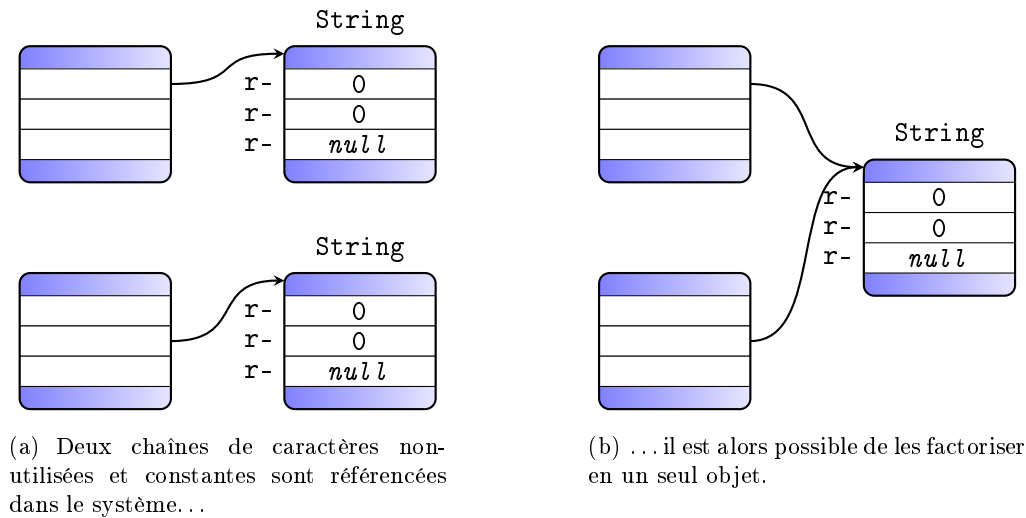 String
r- 0
r- 0
r- null
String
r- 0
r- 0
r- null
(a) Deux chaînes de caractères non-
utilisées et constantes sont référencées
dans le système...
String
r- 0
r- 0
r- null
(b) ...il est alors possible de les factoriser
en un seul objet.